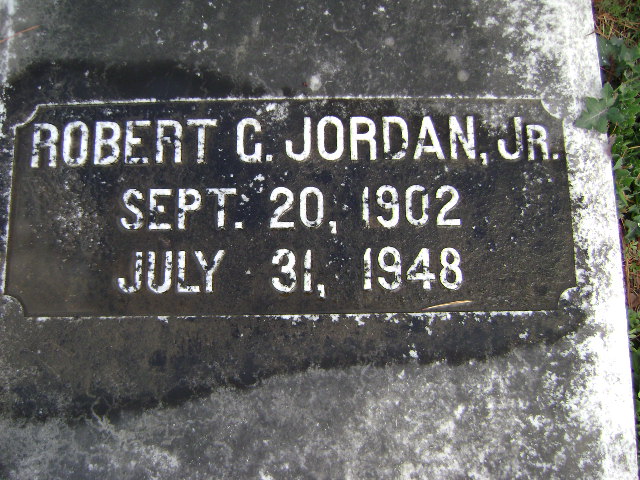 ROBERT G. JORDAN, JR.
SEPT. 20, 1902
JULY 31, 1948